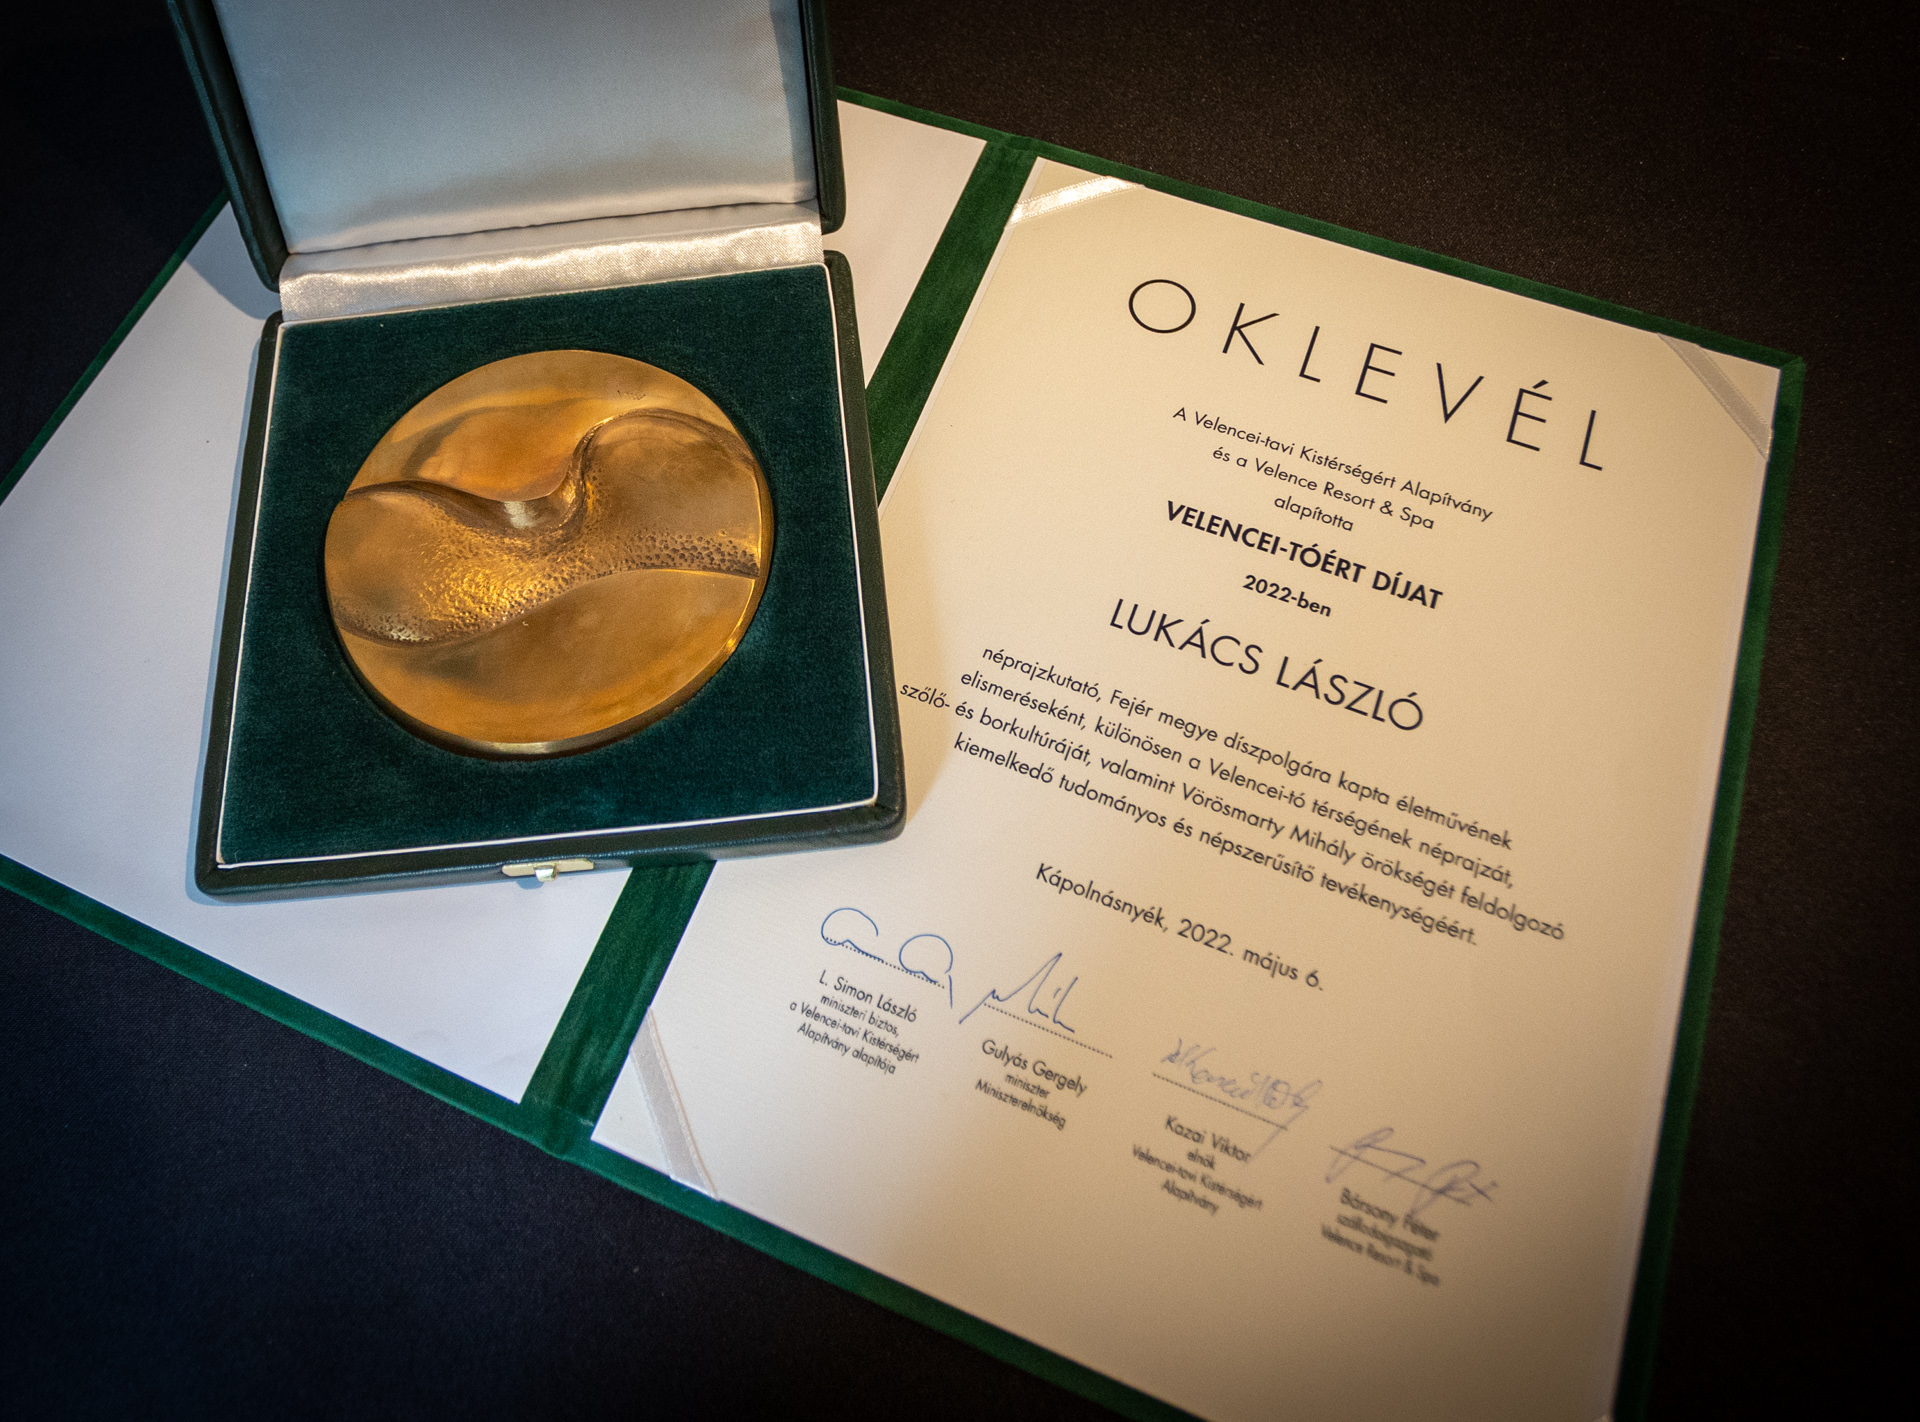 OKLEVÉL
A Velencei-tavi Kistérségért Alapítvány
és a Velence Resort & Spa
alapította
VELENCEI-TÓÉRT DÍJAT
2022-ben
LUKÁCS LÁSZLÓ
néprajzkutató, Fejér megye díszpolgára kapta életművének
elismeréseként, különösen a Velencei-tó térségének néprajzát,
szőlő- és borkultúráját, valamint Vörösmarty Mihály örökségét feldolgozó
kiemelkedő tudományos és népszerűsítő tevékenységéért.
Kápolnásnyék, 2022. május 6.
L. Simon László
miniszteri biztos,
a Velencei-tavi Kistérségért
Alapítvány alapítója
Gulyás Gergely
miniszter
Miniszterelnökség
Kazai Viktor
elnök
Velencei-tavi Kistérségért
Alapítvány
Bársony Péter
szállodaigazgató
Velence Resort & Spa